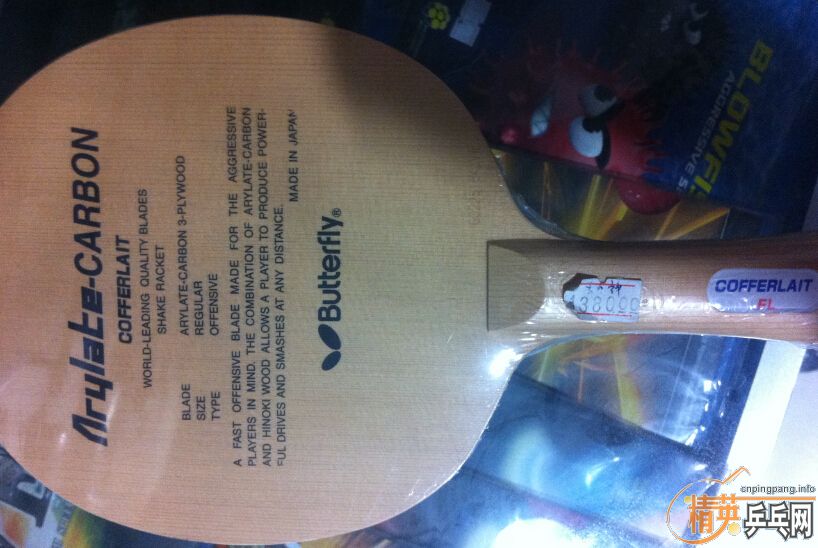 Arylate-CARBON
COFFERLAIT
WORLD-LEADING QUALITY BLADES
SHAKE RACKET
BLADE ARYLATE-CARBON 3-PLYWOOD
SIZE REGULAR
TYPE OFFENSIVE
A FAST OFFENSIVE BLADE MADE FOR THE AGGRESSIVE
PLAYERS IN MIND. THE COMBINATION OF ARYLATE-CARBON
AND HINOKI WOOD ALLOWS A PLAYER TO PRODUCE POWER-
FUL DRIVES AND SMASHES AT ANY DISTANCE.
MADE IN JAPAN
Butterfly®
COFFERLAIT
FL
BLOWFI
AGGRESSIVE S
cnpingpang.info
精英乒乓网